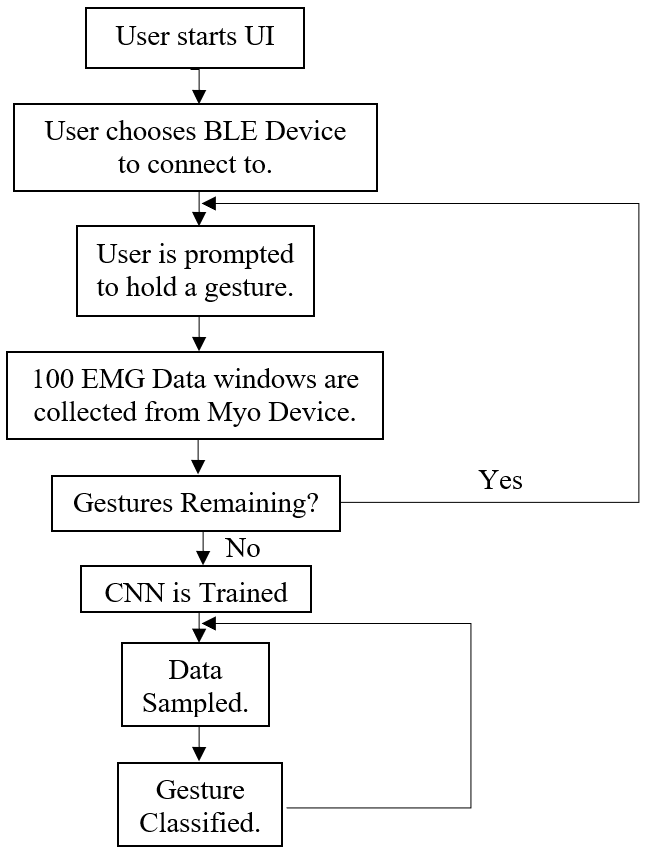 User starts UI
User chooses BLE Device
to connect to.
User is prompted
to hold a gesture.
100 EMG Data windows are
collected from Myo Device.
Yes
Gestures Remaining?
No
CNN is Trained
Data
Sampled.
Gesture
Classified.